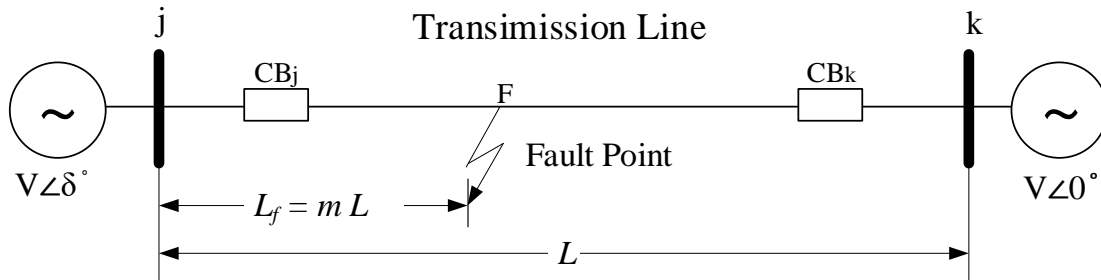 j
Transimission Line
k
CBj
CBk
~
F
~
Fault Point
V∠δ°
V∠0°
L_f = m L
L